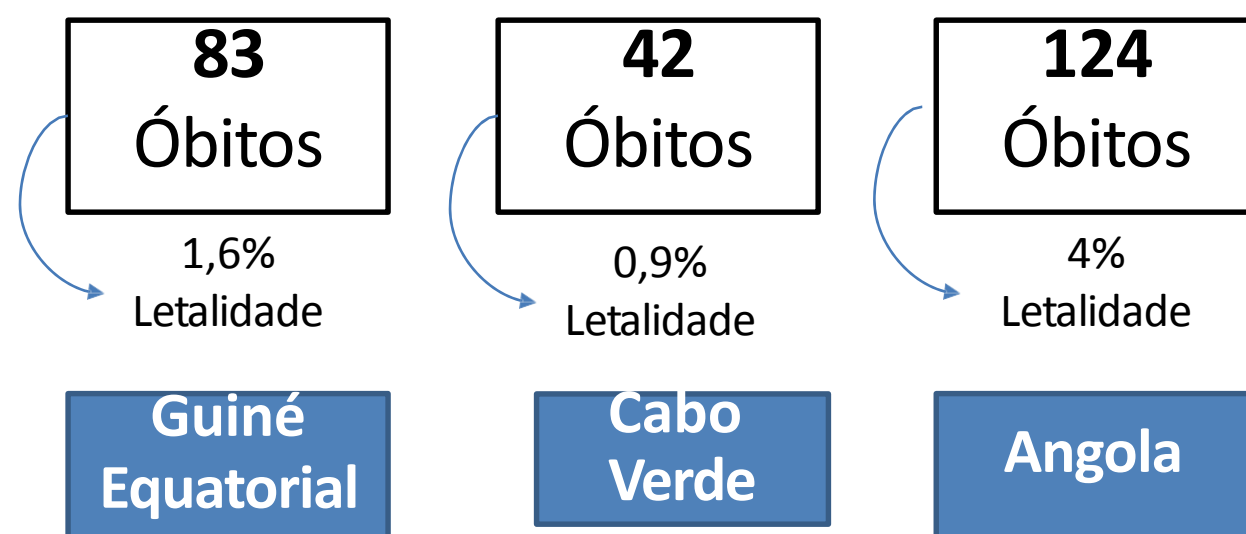 83
Óbitos
1,6%
Letalidade
Guiné
Equatorial
42
Óbitos
0,9%
Letalidade
Cabo
Verde
124
Óbitos
4%
Letalidade
Angola